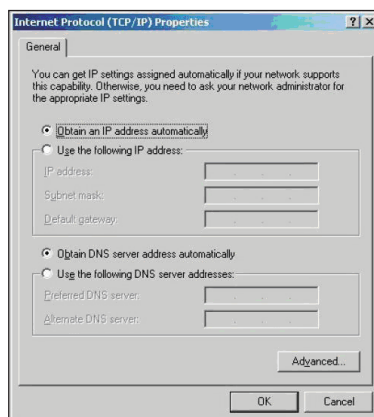 Internet Protocol (TCP/IP) Properties
General
You can get IP settings assigned automatically if your network supports
this capability. Otherwise, you need to ask your network administrator for
the appropriate IP settings.
Obtain an IP address automatically
Use the following IP address:
IP address:
Subnet mask:
Default gateway:
Obtain DNS server address automatically
Use the following DNS server addresses:
Preferred DNS server:
Alternate DNS server:
Advanced...
OK
Cancel